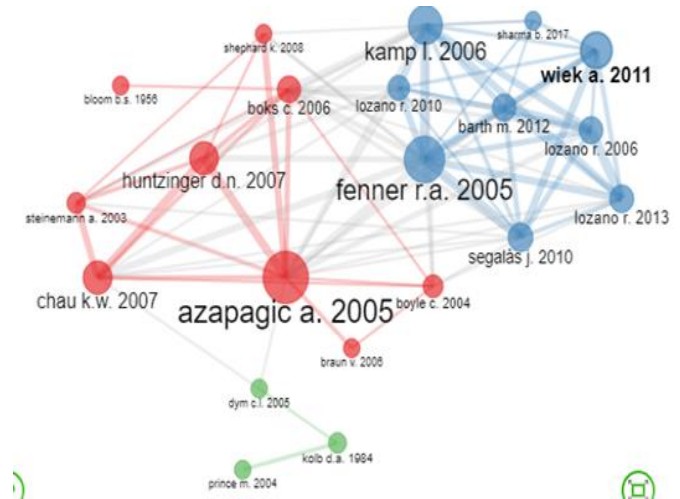 sharma b. 2017
shephard k. 2008
kamp l. 2006
wiek a. 2011
bloom b.s. 1956
boks c. 2006
lozano r. 2010
barth m. 2012
lozano r. 2006
huntzinger d.n. 2007
fenner r.a. 2005
steinemann a. 2003
lozano r. 2013
segalàs j. 2010
chau k.w. 2007
azapagic a. 2005
boyle c. 2004
braun v. 2006
dym c.l. 2005
kolb d.a. 1984
prince m. 2004